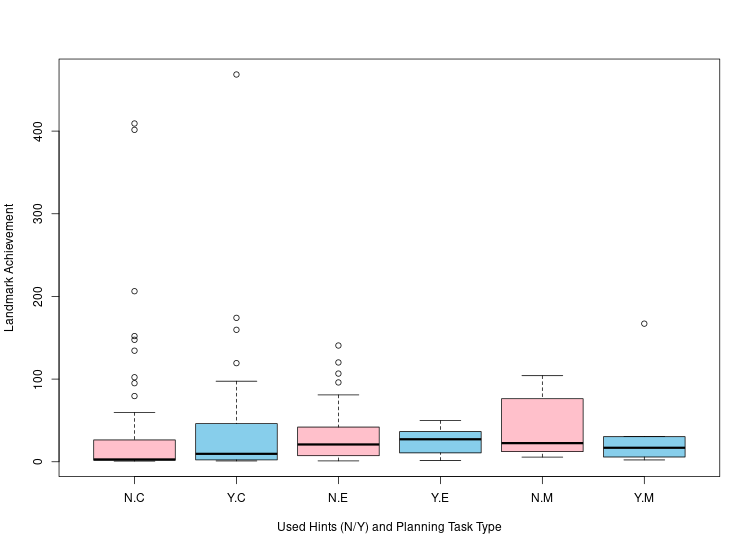 Landmark Achievement
400
300
200
100
0
N.C Y.C N.E Y.E N.M Y.M
Used Hints (N/Y) and Planning Task Type